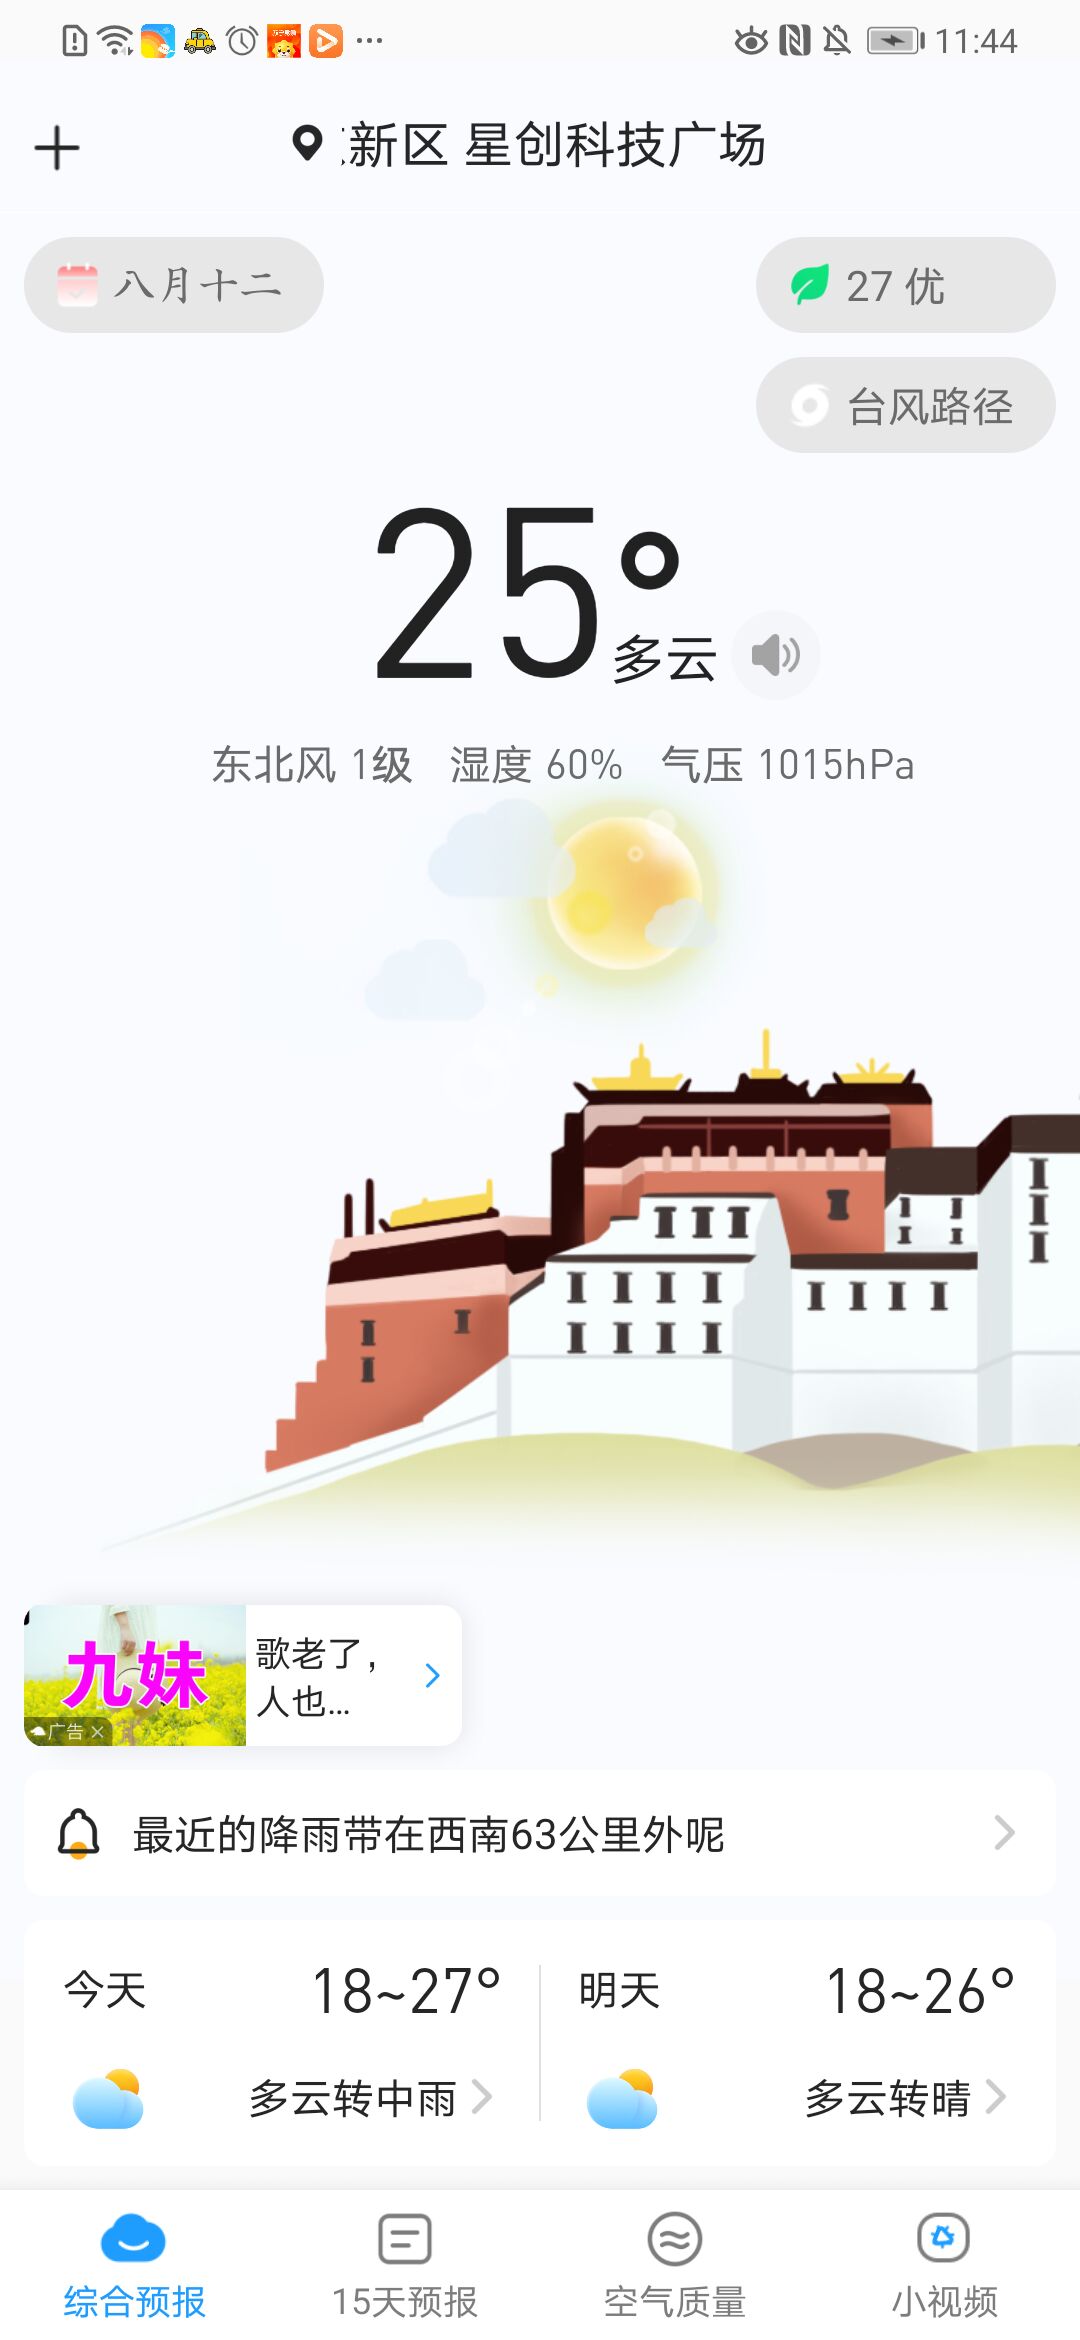 11:44
新区 星创科技广场
八月十二
27 优
台风路径
25°
多云
东北风 1级 湿度 60% 气压 1015hPa
九妹
广告
歌老了，
人也...
最近的降雨带在西南63公里外呢
今天 18~27°
多云转中雨
明天 18~26°
多云转晴
综合预报
15天预报
空气质量
小视频